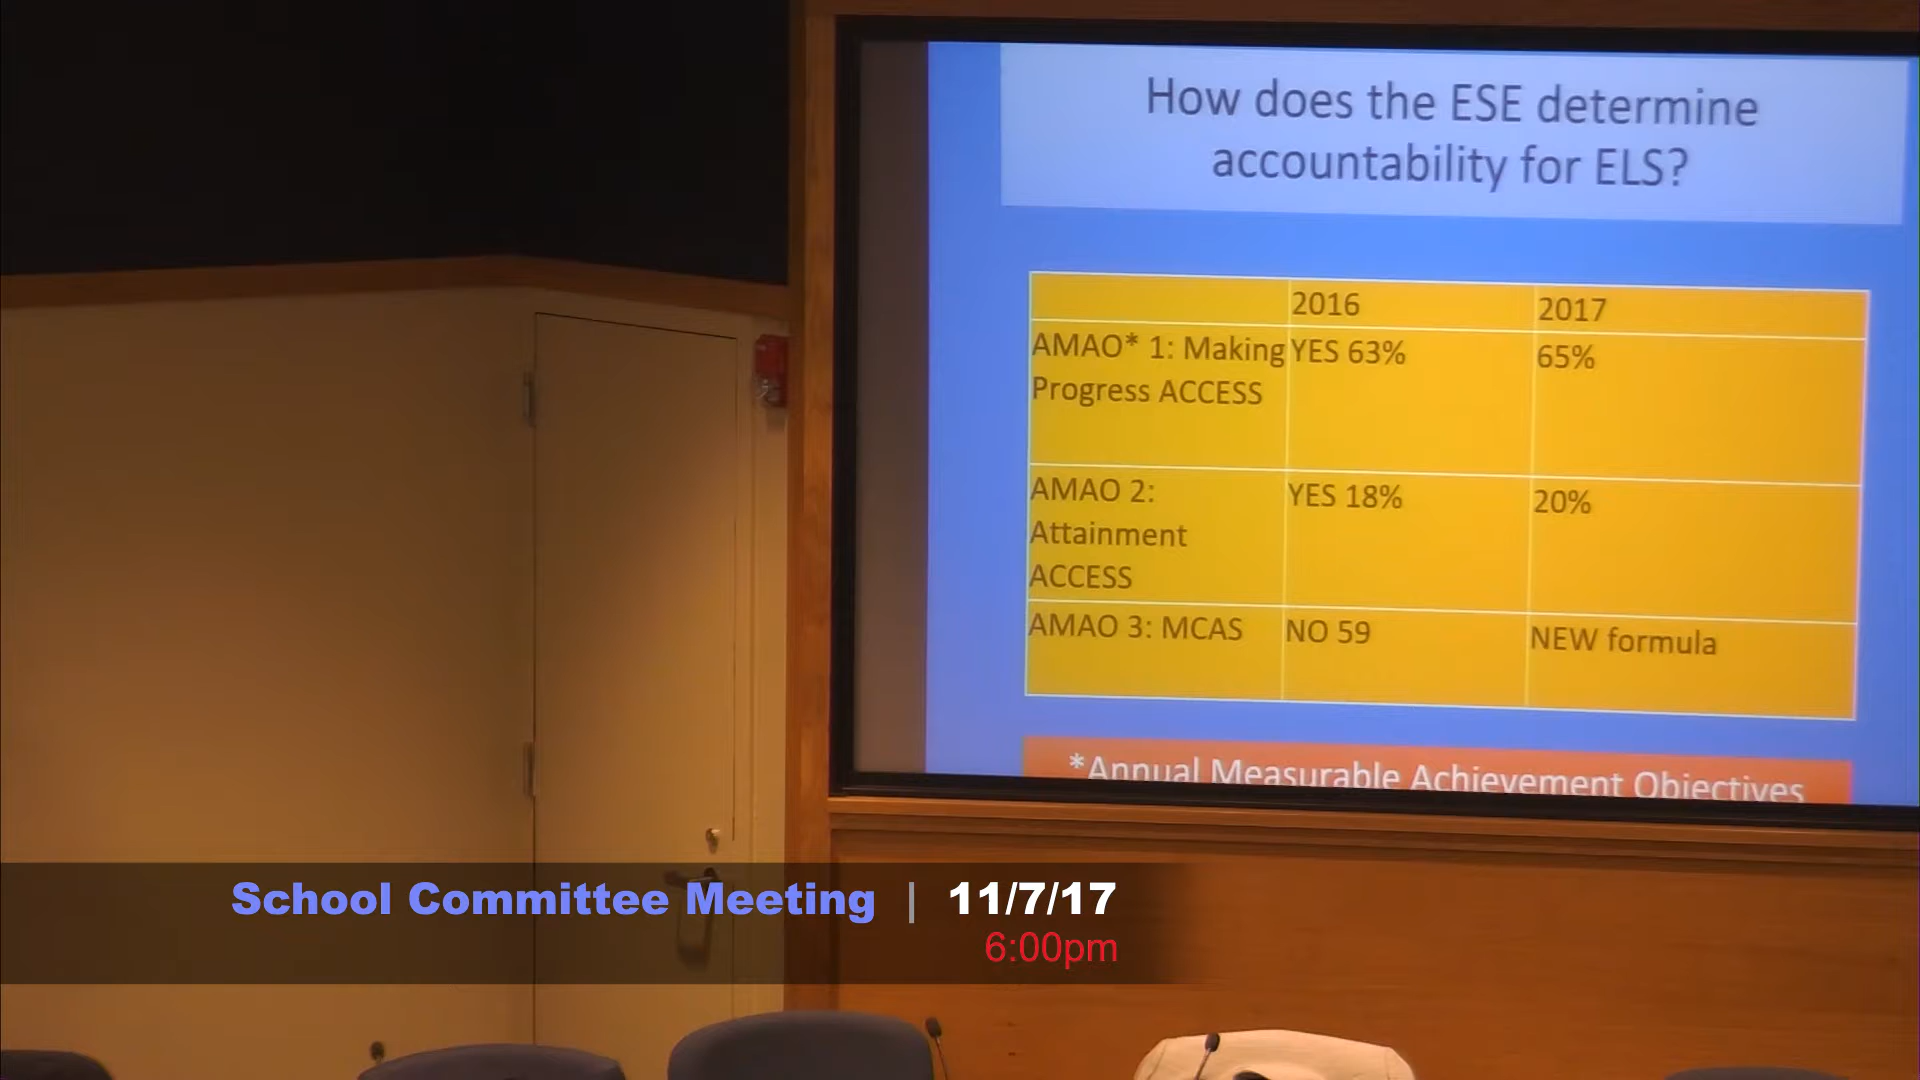 How does the ESE determine
accountability for ELS?
2016 2017
AMAO* 1: Making YES 63% 65%
Progress ACCESS
AMAO 2: YES 18% 20%
Attainment
ACCESS
AMAO 3: MCAS NO 59 NEW formula
*Annual Measurable Achievement Objectives
School Committee Meeting | 11/7/17
6:00pm